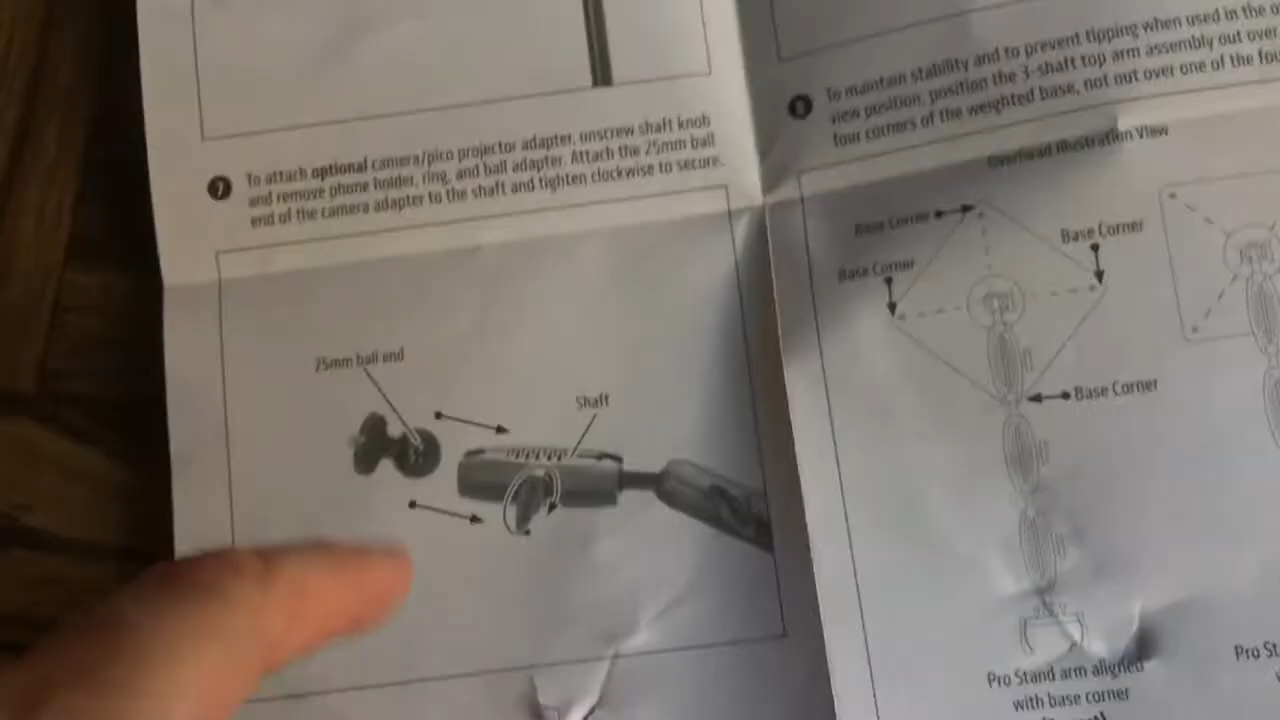 7 To attach optional camera/pico projector adapter, unscrew shaft knob
and remove phone holder, ring, and ball adapter. Attach the 25mm ball
end of the camera adapter to the shaft and tighten clockwise to secure.
25mm ball end
Shaft
8 To maintain stability and to prevent tipping when used in the
view position, position the 3-shaft top arm assembly out over
four corners of the weighted base, not out over one of the fou
Overhead Illustration View
Base Corner
Base Corner
Base Corner
Base Corner
Pro Stand arm aligned
with base corner
Pro St